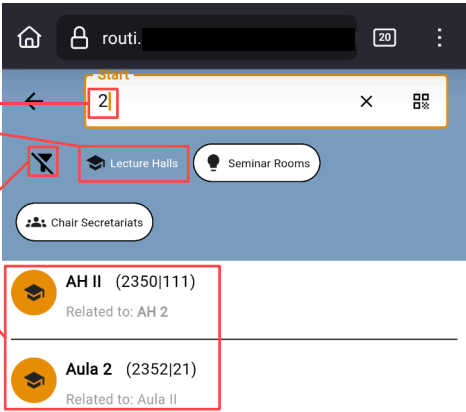 routi.
20
Start
2
Lecture Halls
Seminar Rooms
Chair Secretariats
AH II (2350|111)
Related to: AH 2
Aula 2 (2352|21)
Related to: Aula II